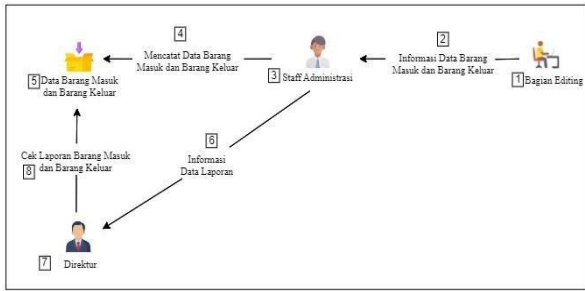 4
Mencatat Data Barang
Masuk dan Barang Keluar
2
Informasi Data Barang
Masuk dan Barang Keluar
5 Data Barang Masuk
dan Barang Keluar
3 Staff Administrasi
1 Bagian Editing
6
Informasi
Data Laporan
Cek Laporan Barang Masuk
8 dan Barang Keluar
7 Direktur